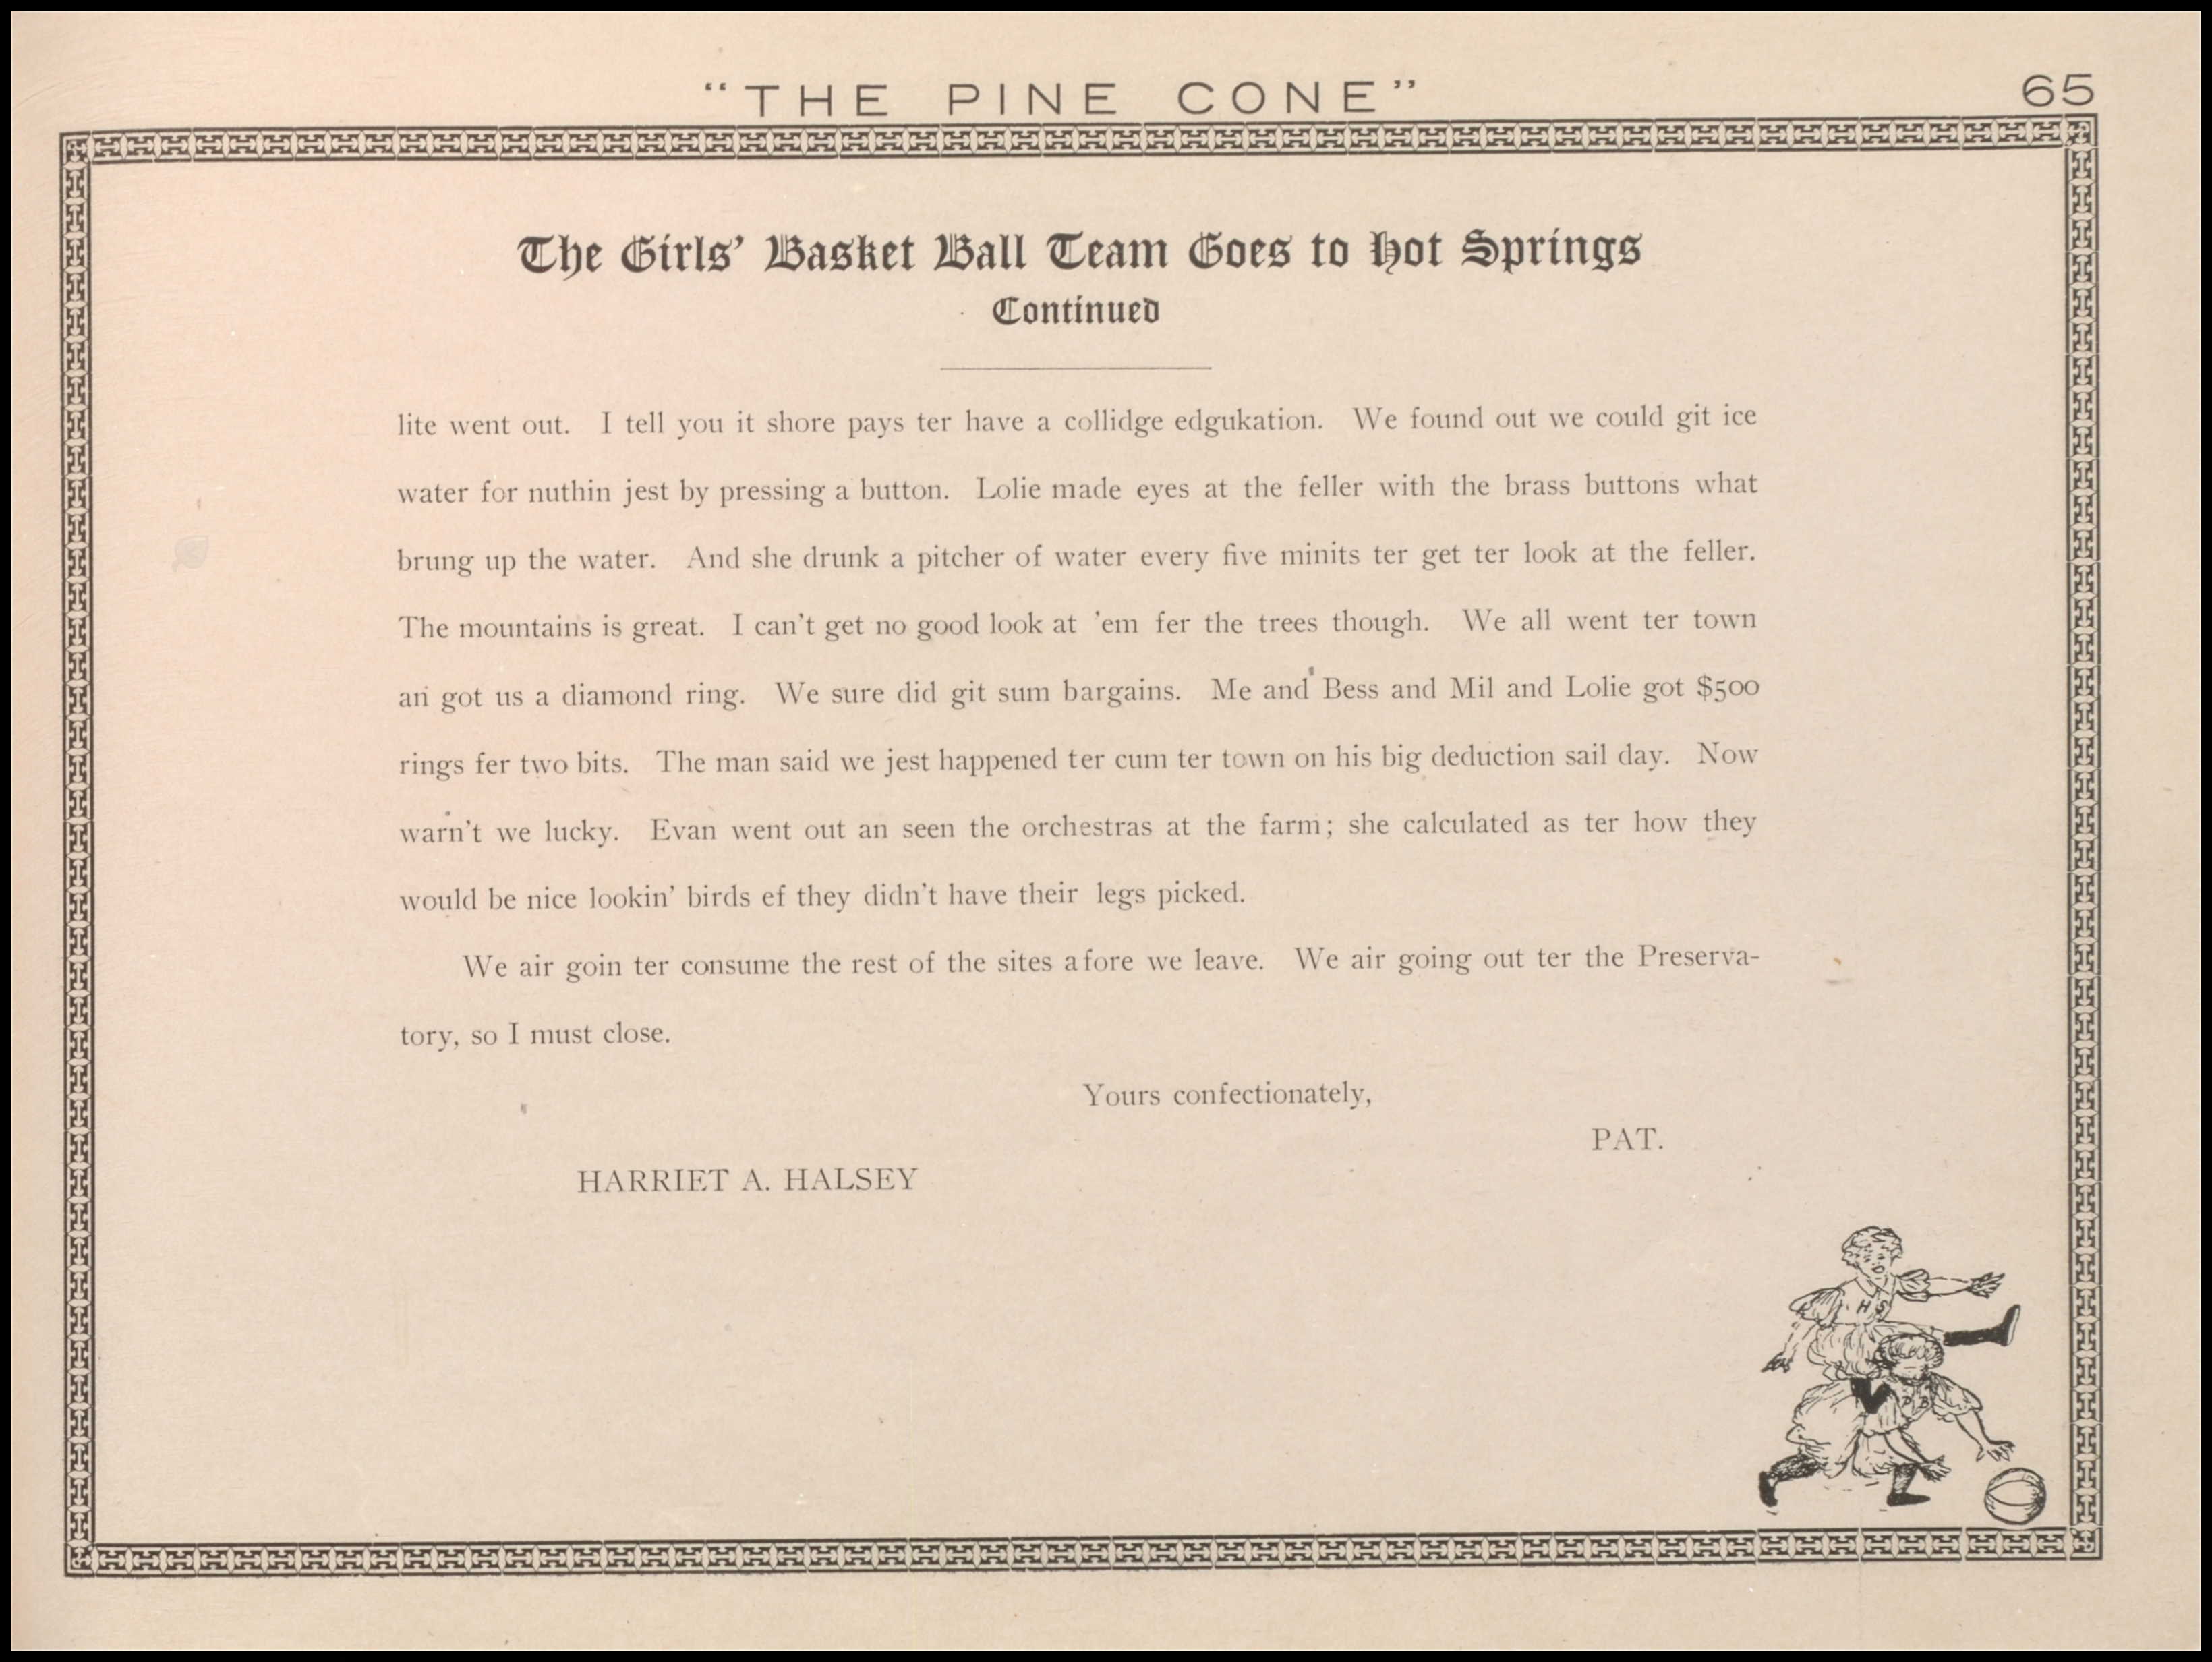 "THE PINE CONE"
65
The Girls' Basket Ball Team Goes to Hot Springs
Continued
lite went out. I tell you it shore pays ter have a collidge edgukation. We found out we could git ice
water for nuthin jest by pressing a button. Lolie made eyes at the feller with the brass buttons what
brung up the water. And she drunk a pitcher of water every five minits ter get ter look at the feller.
The mountains is great. I can't get no good look at 'em fer the trees though. We all went ter town
an got us a diamond ring. We sure did git sum bargains. Me and Bess and Mil and Lolie got $500
rings fer two bits. The man said we jest happened ter cum ter town on his big deduction sail day. Now
warn't we lucky. Evan went out an seen the orchestras at the farm; she calculated as ter how they
would be nice lookin' birds ef they didn't have their legs picked.
We air goin ter consume the rest of the sites afore we leave. We air going out ter the Preserva-
tory, so I must close.
Yours confectionately,
PAT.
HARRIET A. HALSEY
H S
P B